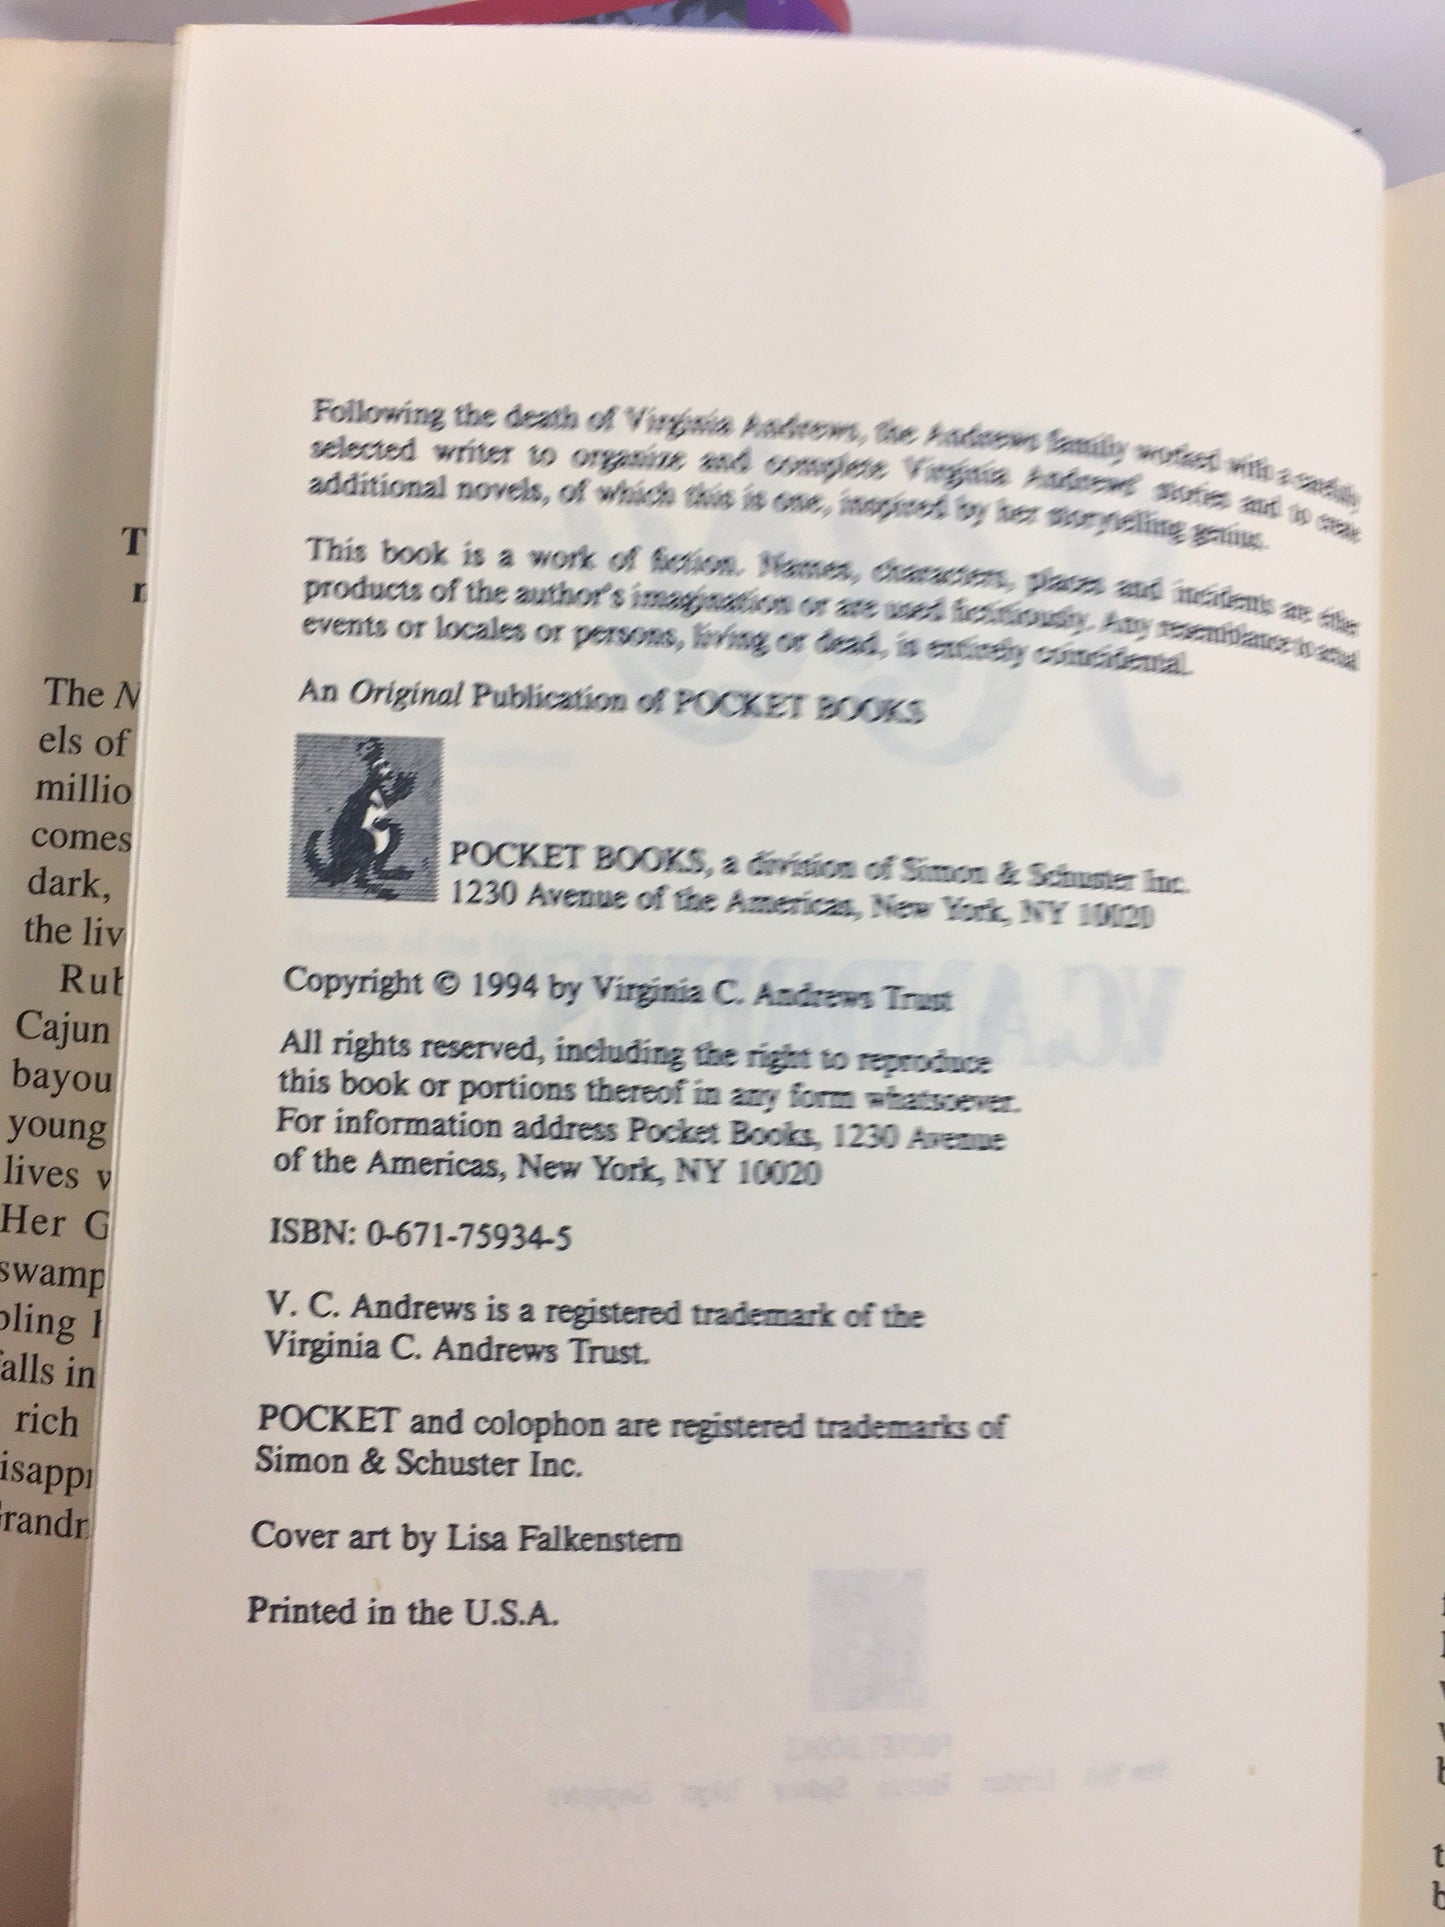 T
The N
els of
millio
comes
dark,
the liv
Rub
Cajun
bayou
young
lives w
Her G
swamp
bling h
falls in
rich
isappr
Grandr
Following the death of Virginia Andrews, the Andrews family worked with a carefully
selected writer to organize and complete Virginia Andrews' stories and to create
additional novels, of which this is one, inspired by her storytelling genius.
This book is a work of fiction. Names, characters, places and incidents are either
products of the author's imagination or are used fictitiously. Any resemblance to actual
events or locales or persons, living or dead, is entirely coincidental.
An Original Publication of POCKET BOOKS
POCKET BOOKS, a division of Simon & Schuster Inc.
1230 Avenue of the Americas, New York, NY 10020
Copyright © 1994 by Virginia C. Andrews Trust
All rights reserved, including the right to reproduce
this book or portions thereof in any form whatsoever.
For information address Pocket Books, 1230 Avenue
of the Americas, New York, NY 10020
ISBN: 0-671-75934-5
V. C. Andrews is a registered trademark of the
Virginia C. Andrews Trust.
POCKET and colophon are registered trademarks of
Simon & Schuster Inc.
Cover art by Lisa Falkenstern
Printed in the U.S.A.